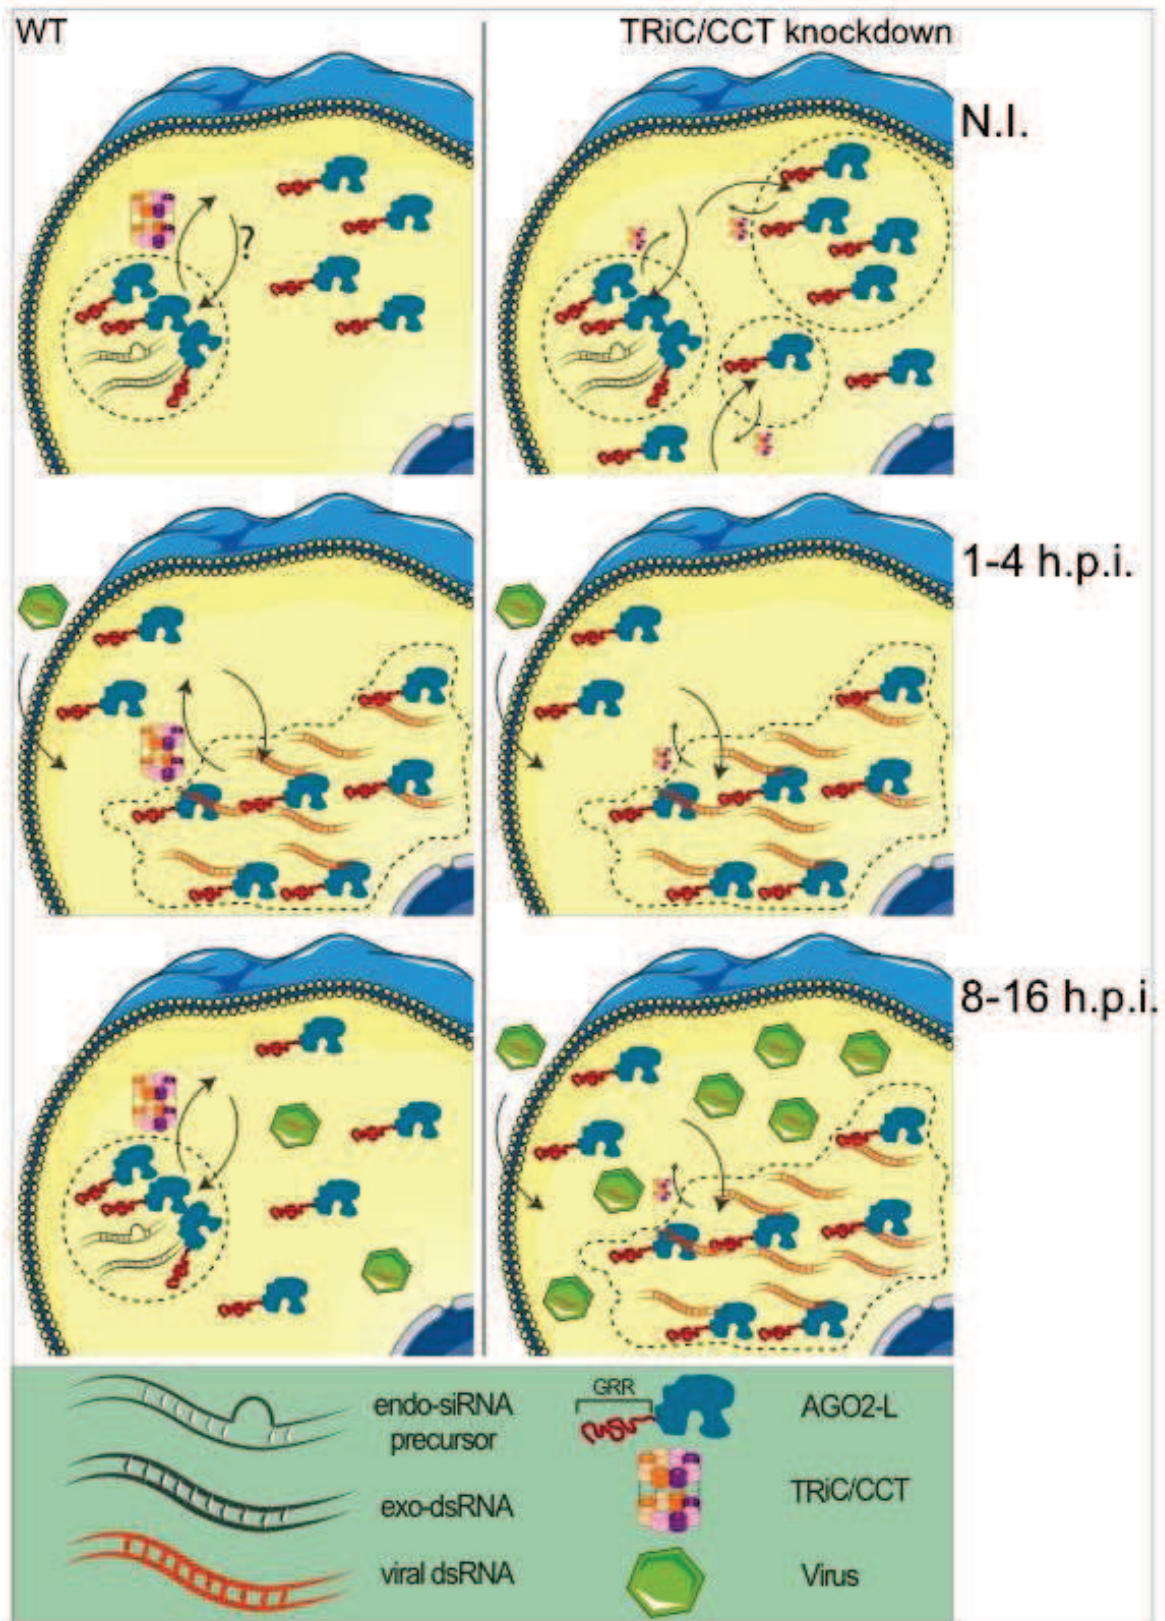 WT
TRiC/CCT knockdown
N.I.
?
1-4 h.p.i.
8-16 h.p.i.
endo-siRNA
precursor
exo-dsRNA
viral dsRNA
GRR
AGO2-L
TRiC/CCT
Virus